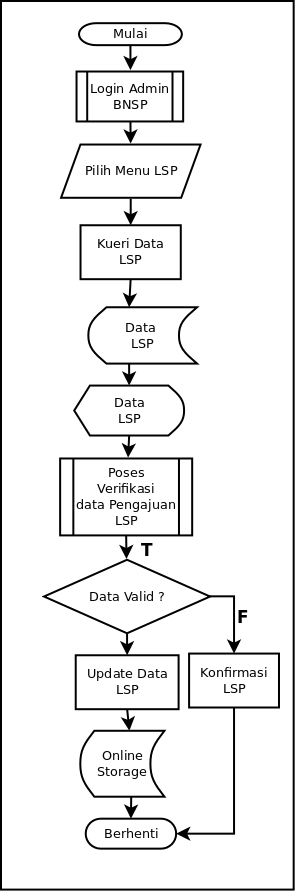 Mulai
Login Admin
BNSP
Pilih Menu LSP
Kueri Data
LSP
Data
LSP
Data
LSP
Poses
Verifikasi
data Pengajuan
LSP
T
Data Valid ?
F
Update Data
LSP
Konfirmasi
LSP
Online
Storage
Berhenti